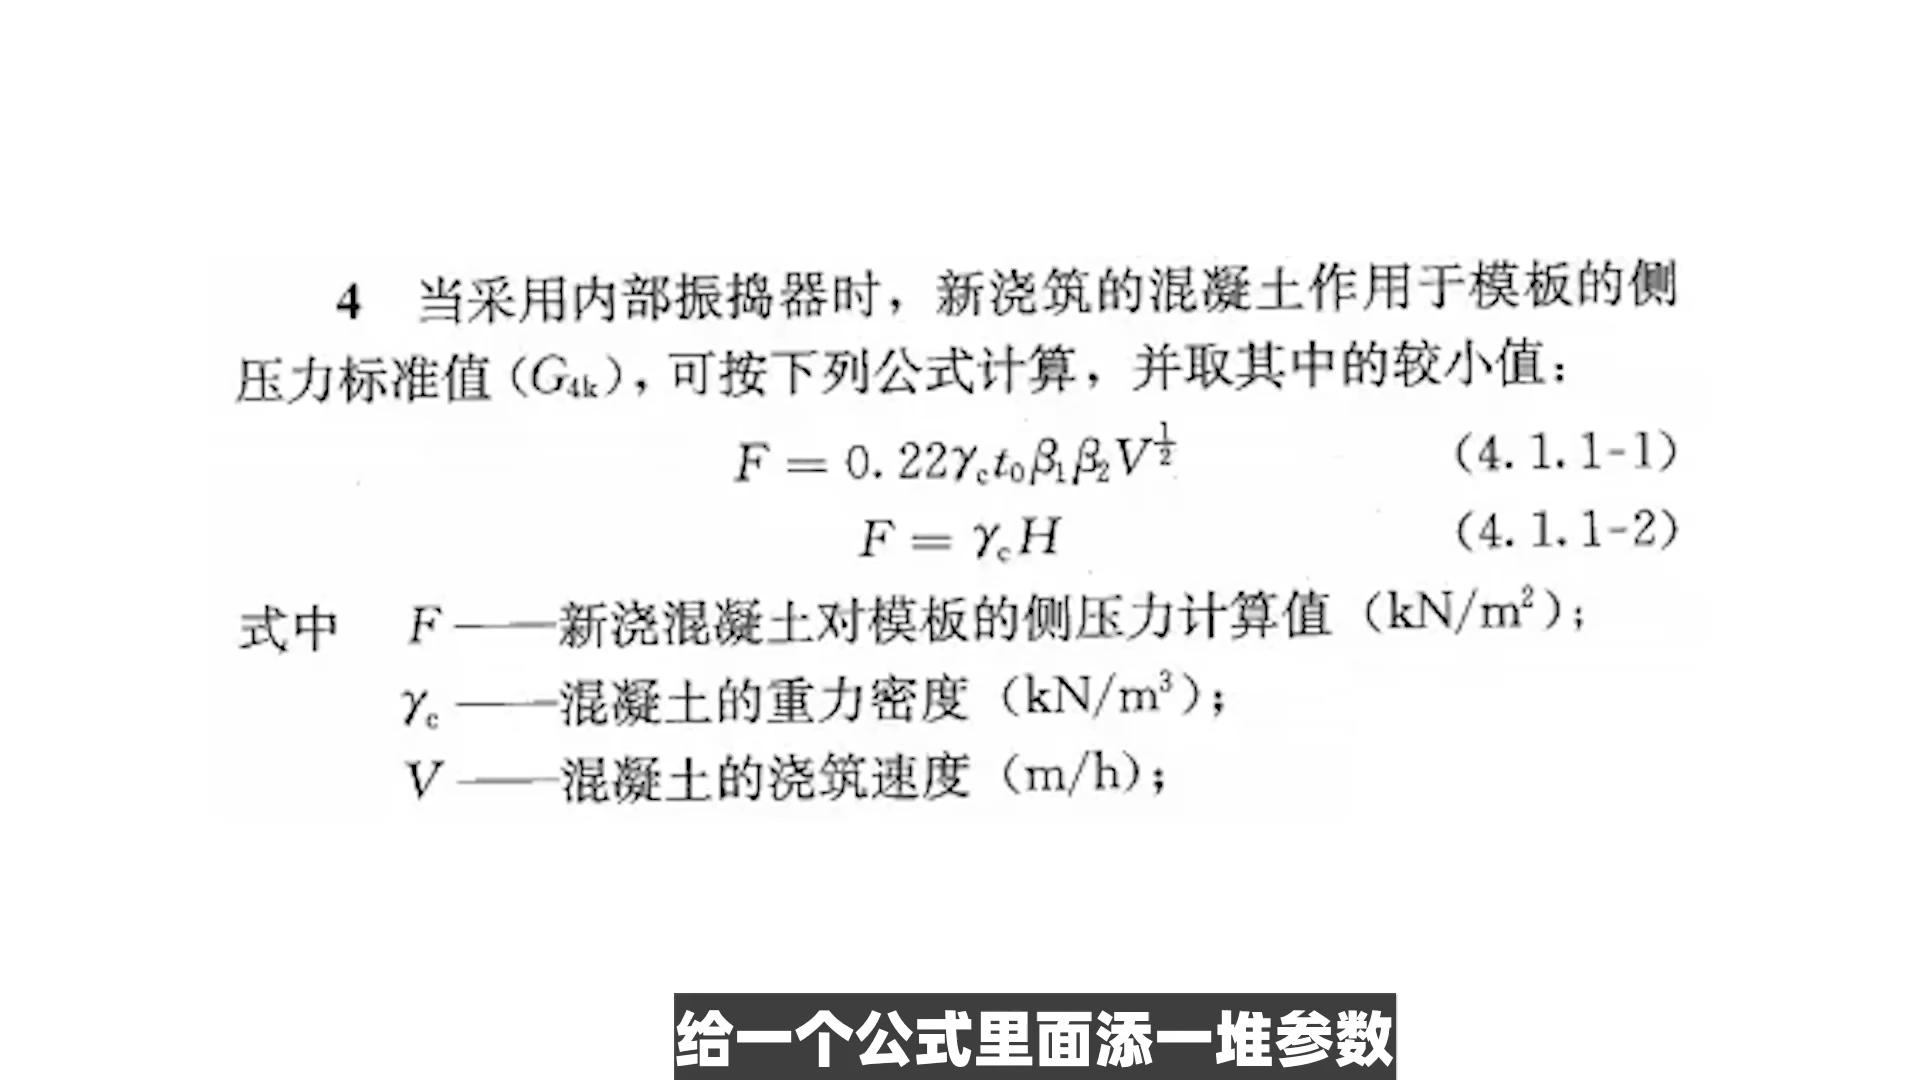 4 当采用内部振捣器时，新浇筑的混凝土作用于模板的侧
压力标准值（G4k），可按下列公式计算，并取其中的较小值：
F = 0.22γct0β1β2V^1/2 （4.1.1-1）
F = γcH （4.1.1-2）
式中 F——新浇混凝土对模板的侧压力计算值（kN/m²）；
γc——混凝土的重力密度（kN/m³）；
V——混凝土的浇筑速度（m/h）；
给一个公式里面添一堆参数